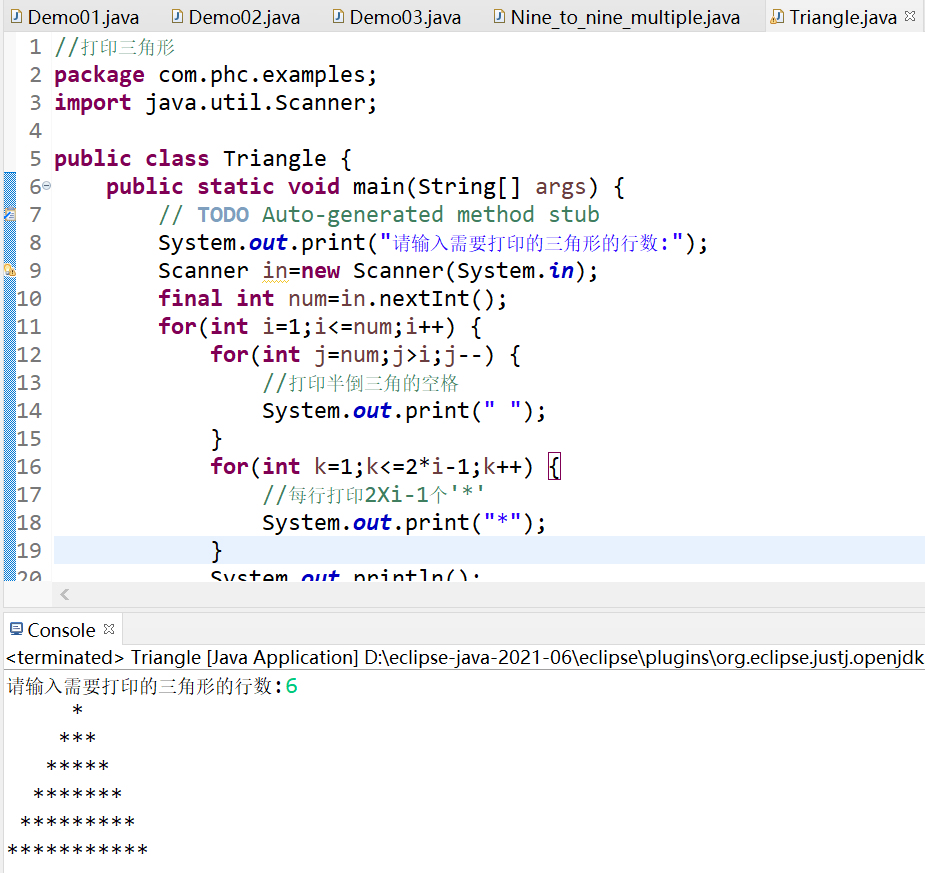 Demo01.java Demo02.java Demo03.java Nine_to_nine_multiple.java Triangle.java
1 //打印三角形
2 package com.phc.examples;
3 import java.util.Scanner;
4
5 public class Triangle {
6 public static void main(String[] args) {
7 // TODO Auto-generated method stub
8 System.out.print("请输入需要打印的三角形的行数:");
9 Scanner in=new Scanner(System.in);
10 final int num=in.nextInt();
11 for(int i=1;i<=num;i++) {
12 for(int j=num;j>i;j--) {
13 //打印半倒三角的空格
14 System.out.print(" ");
15 }
16 for(int k=1;k<=2*i-1;k++) {
17 //每行打印2Xi-1个'*'
18 System.out.print("*");
19 }
20 System.out.println();
Console
<terminated> Triangle [Java Application] D:\eclipse-java-2021-06\eclipse\plugins\org.eclipse.justj.openjdk
请输入需要打印的三角形的行数:6
*
***
*****
*******
*********
***********